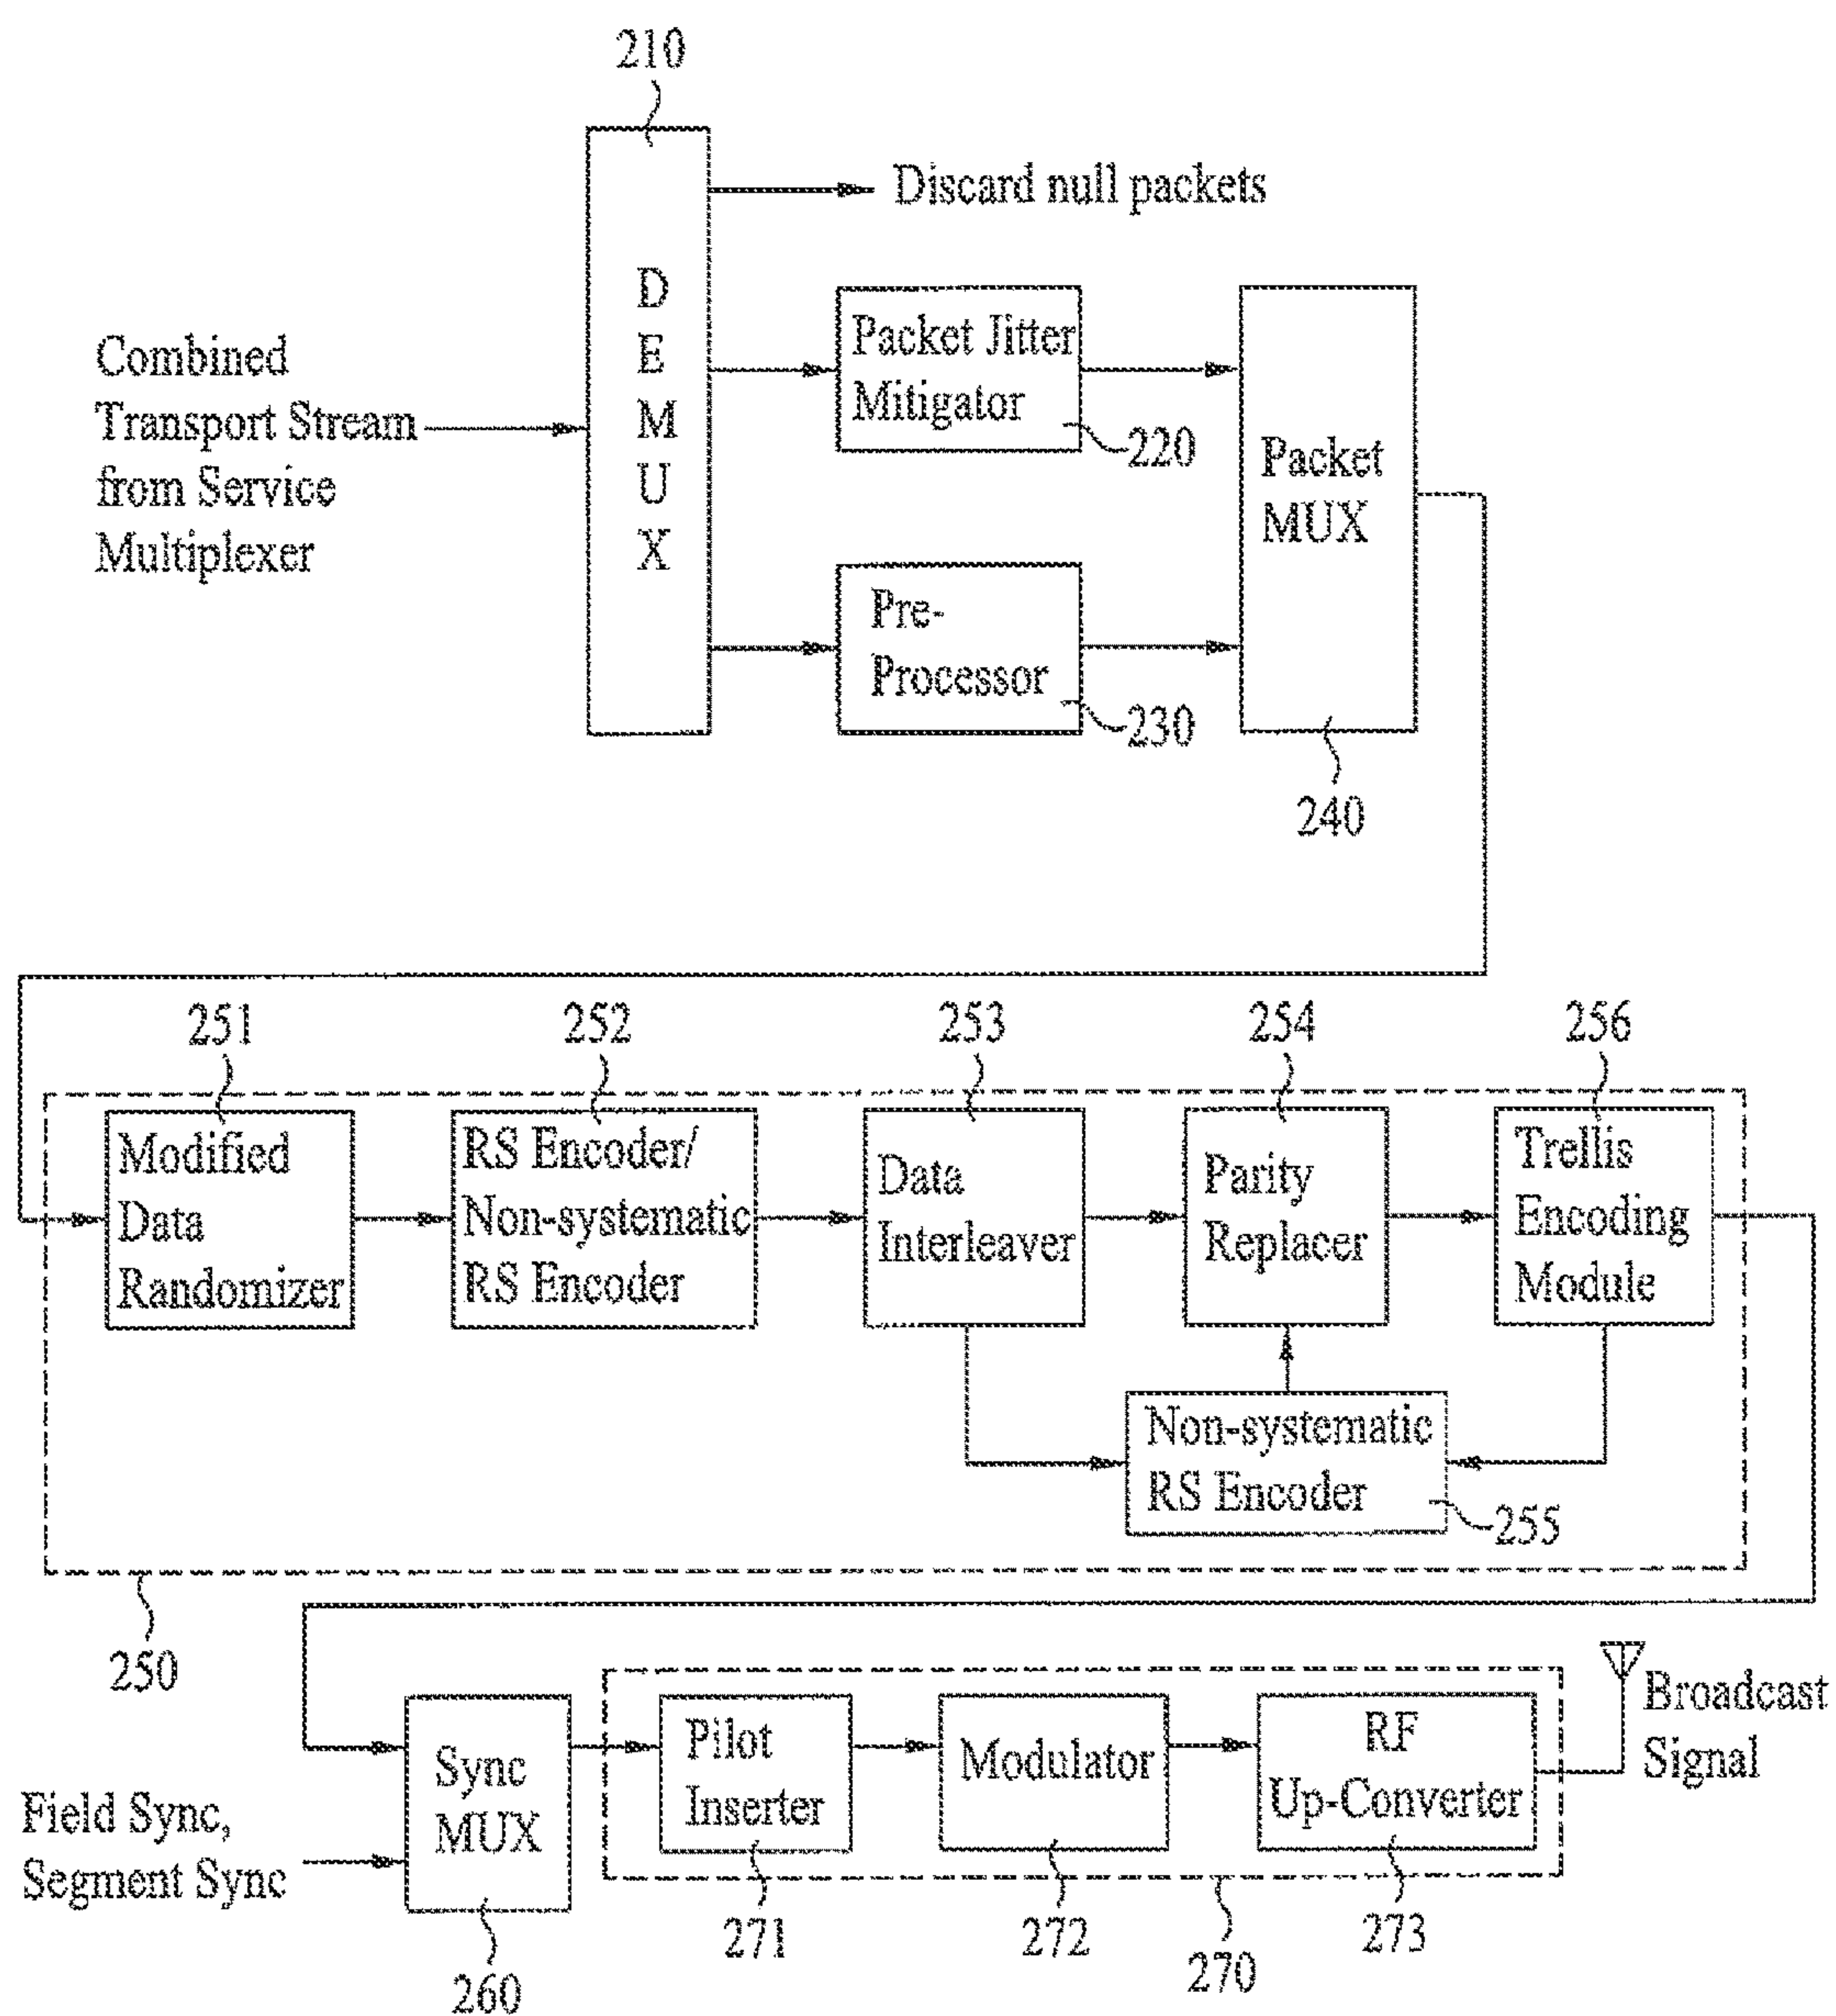 210
Discard null packets
D
E
M
U
X
Combined
Transport Stream
from Service
Multiplexer
Packet Jitter
Mitigator
220
Packet
MUX
Pre-
Processor
230
240
251
252
253
254
256
Modified
Data
Randomizer
RS Encoder/
Non-systematic
RS Encoder
Data
Interleaver
Parity
Replacer
Trellis
Encoding
Module
Non-systematic
RS Encoder
255
250
Broadcast
Signal
Sync
MUX
Pilot
Inserter
Modulator
RF
Up-Converter
Field Sync,
Segment Sync
260
271
272
270
273